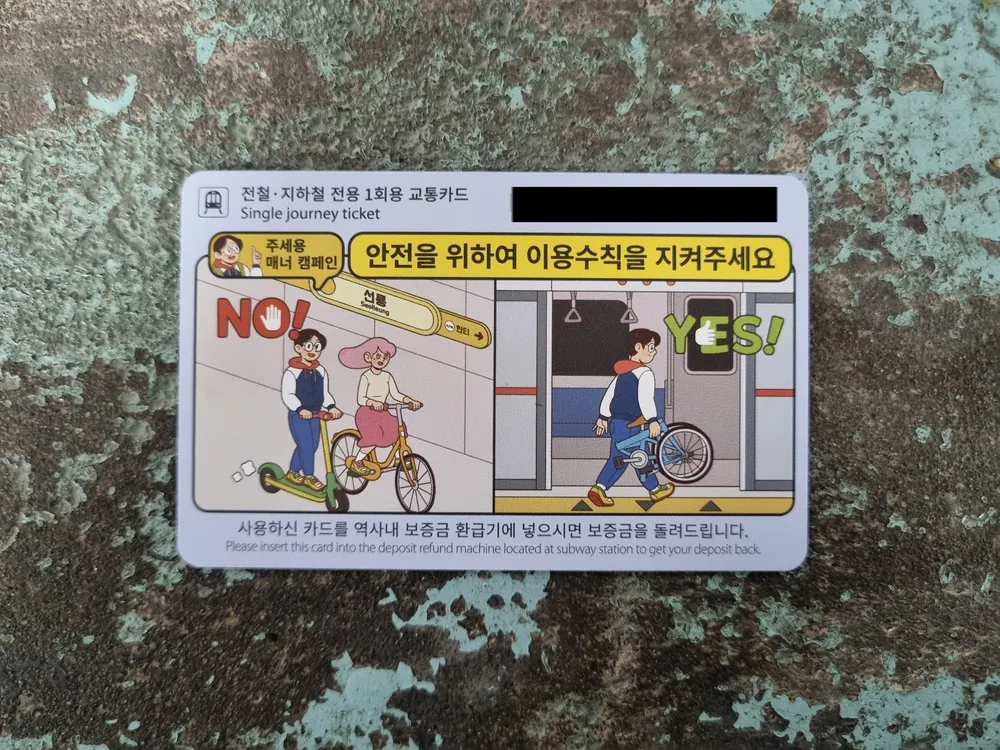 전철·지하철 전용 1회용 교통카드
Single journey ticket
주세용
매너 캠페인
안전을 위하여 이용수칙을 지켜주세요
선릉
Seolleung
한티
NO!
YES!
사용하신 카드를 역사내 보증금 환급기에 넣으시면 보증금을 돌려드립니다.
Please insert this card into the deposit refund machine located at subway station to get your deposit back.